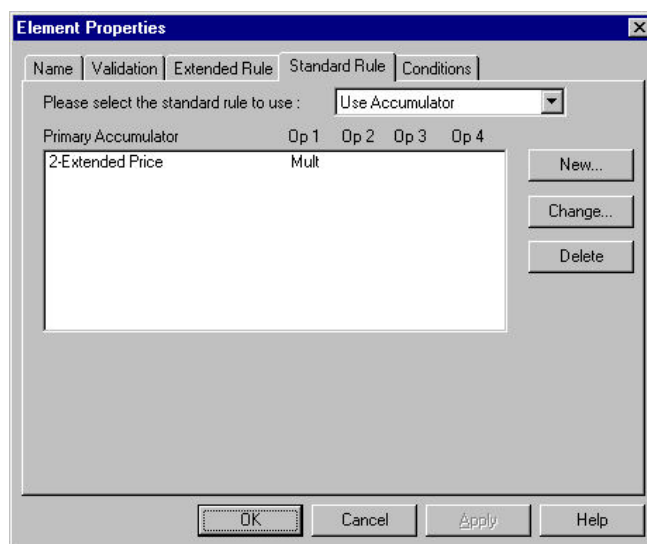 Element Properties
Name Validation Extended Rule Standard Rule Conditions
Please select the standard rule to use : Use Accumulator
Primary Accumulator Op 1 Op 2 Op 3 Op 4
2-Extended Price Mult
New...
Change...
Delete
OK Cancel Apply Help